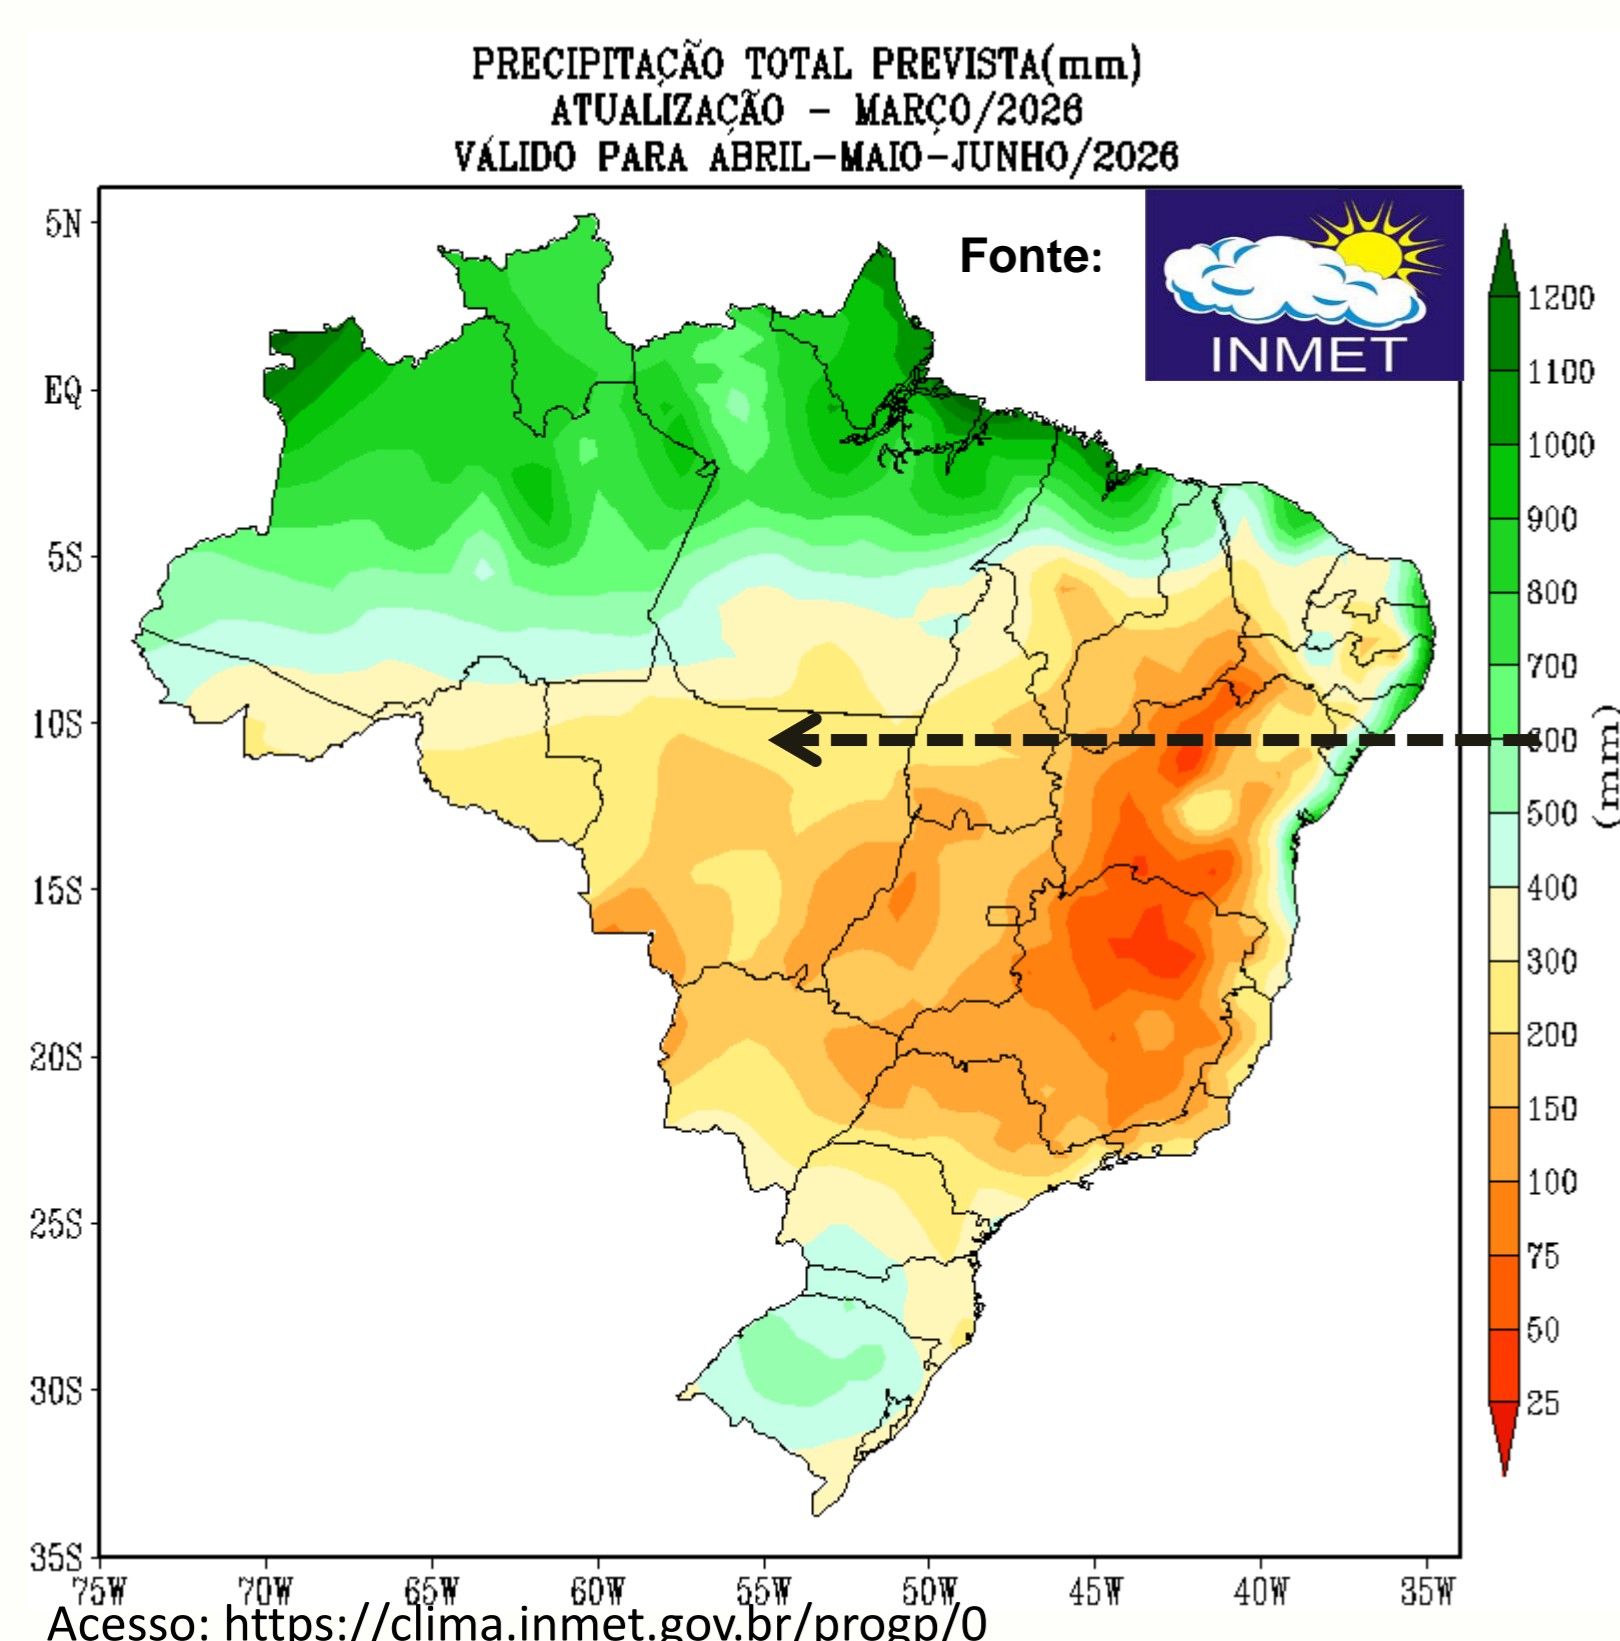 PRECIPITAÇÃO TOTAL PREVISTA(mm)
ATUALIZAÇÃO - MARÇO/2026
VÁLIDO PARA ABRIL-MAIO-JUNHO/2026
Fonte:
INMET
5N
EQ
5S
10S
15S
20S
25S
30S
35S
75W
70W
65W
60W
55W
50W
45W
40W
35W
1200
1100
1000
900
800
700
600
500
400
300
200
150
100
75
50
25
(mm)
Acesso: https://clima.inmet.gov.br/progp/0